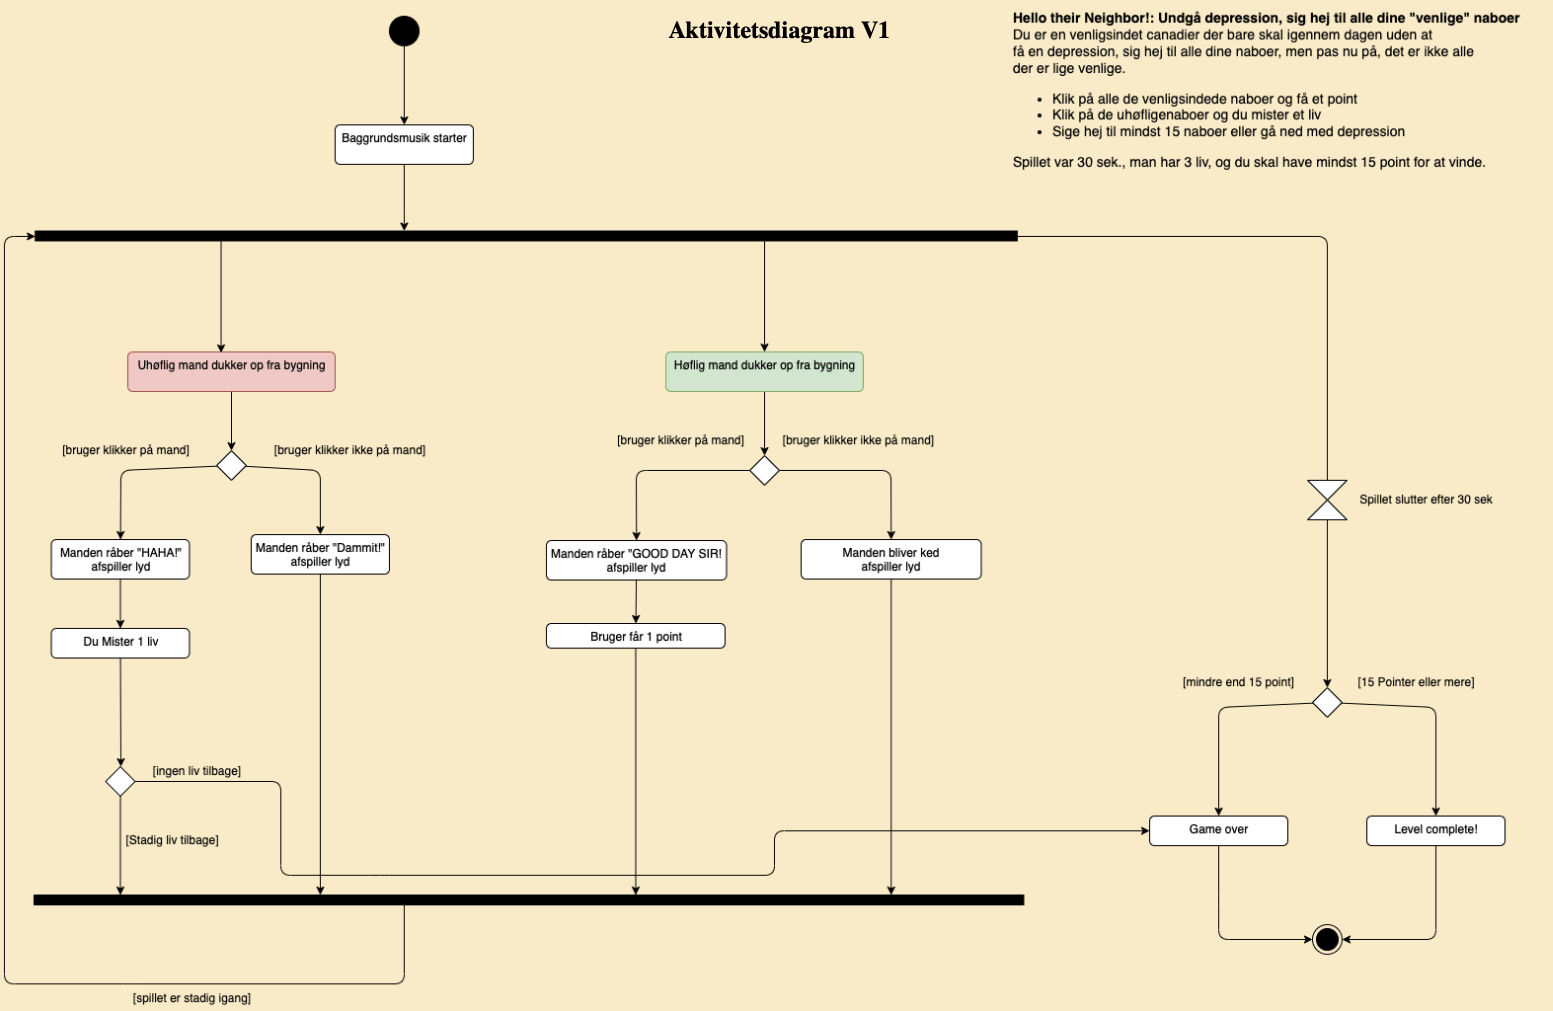 Aktivitetsdiagram V1
Hello their Neighbor!: Undgå depression, sig hej til alle dine "venlige" naboer
Du er en venligsindet canadier der bare skal igennem dagen uden at
få en depression, sig hej til alle dine naboer, men pas nu på, det er ikke alle
der er lige venlige.
• Klik på alle de venligsindede naboer og få et point
• Klik på de uhøfligenaboer og du mister et liv
• Sige hej til mindst 15 naboer eller gå ned med depression
Spillet var 30 sek., man har 3 liv, og du skal have mindst 15 point for at vinde.
Baggrundsmusik starter
Uhøflig mand dukker op fra bygning
Høflig mand dukker op fra bygning
[bruger klikker på mand]
[bruger klikker ikke på mand]
[bruger klikker på mand]
[bruger klikker ikke på mand]
Spillet slutter efter 30 sek
Manden råber "HAHA!"
afspiller lyd
Manden råber "Dammit!"
afspiller lyd
Manden råber "GOOD DAY SIR!
afspiller lyd
Manden bliver ked
afspiller lyd
Du Mister 1 liv
Bruger får 1 point
[mindre end 15 point]
[15 Pointer eller mere]
[ingen liv tilbage]
[Stadig liv tilbage]
Game over
Level complete!
[spillet er stadig igang]